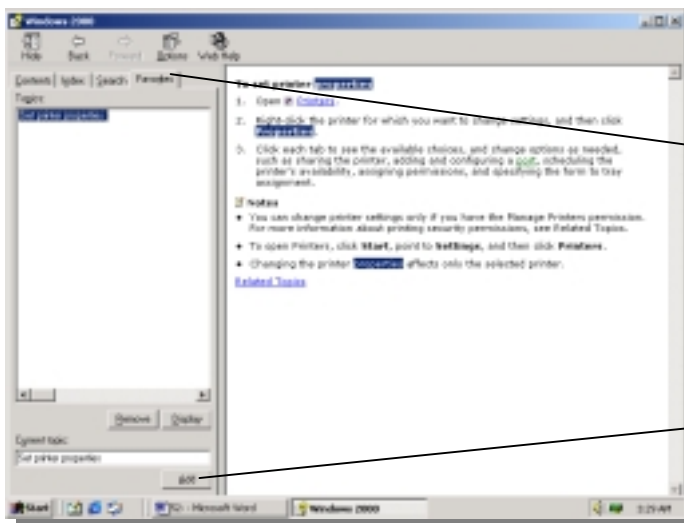 Windows 2000
Hide Back Forward Options Web Help
Contents Index Search Favorites
Topics:
Set printer properties
Remove Display
Current topic:
Set printer properties
Add
To set printer properties
1. Open Printers.
2. Right-click the printer for which you want to change settings, and then click
Properties.
3. Click each tab to see the available choices, and change options as needed,
such as sharing the printer, adding and configuring a port, scheduling the
printer's availability, assigning permissions, and specifying the form to tray
assignment.
Notes
• You can change printer settings only if you have the Manage Printers permission.
For more information about printing security permissions, see Related Topics.
• To open Printers, click Start, point to Settings, and then click Printers.
• Changing the printer properties effects only the selected printer.
Related Topics
Start
Microsoft Word
Windows 2000